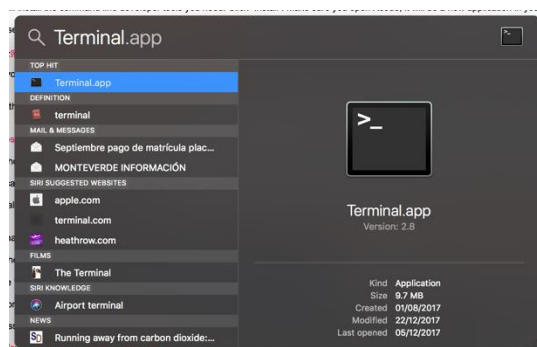 Terminal.app
TOP HIT
Terminal.app
DEFINITION
terminal
MAIL & MESSAGES
Septiembre pago de matrícula plac...
MONTEVERDE INFORMACIÓN
SIRI SUGGESTED WEBSITES
apple.com
terminal.com
heathrow.com
FILMS
The Terminal
SIRI KNOWLEDGE
Airport terminal
NEWS
Running away from carbon dioxide:...
>_
Terminal.app
Version: 2.8
Kind Application
Size 9.7 MB
Created 01/08/2017
Modified 22/12/2017
Last opened 05/12/2017